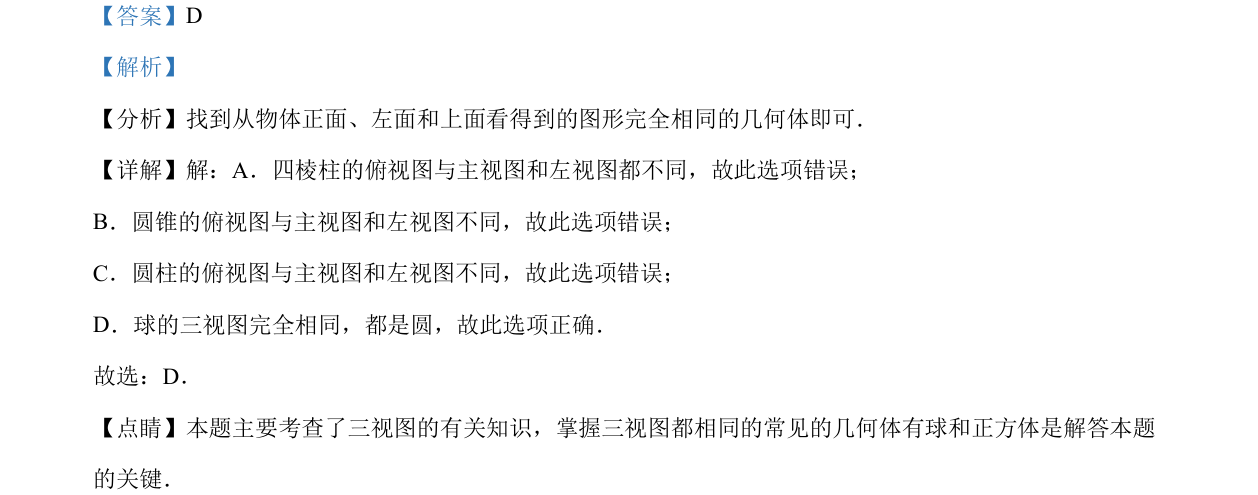 【答案】D
【解析】
【分析】找到从物体正面、左面和上面看得到的图形完全相同的几何体即可．
【详解】解：A．四棱柱的俯视图与主视图和左视图都不同，故此选项错误；
B．圆锥的俯视图与主视图和左视图不同，故此选项错误；
C．圆柱的俯视图与主视图和左视图不同，故此选项错误；
D．球的三视图完全相同，都是圆，故此选项正确．
故选：D．
【点睛】本题主要考查了三视图的有关知识，掌握三视图都相同的常见的几何体有球和正方体是解答本题
的关键．